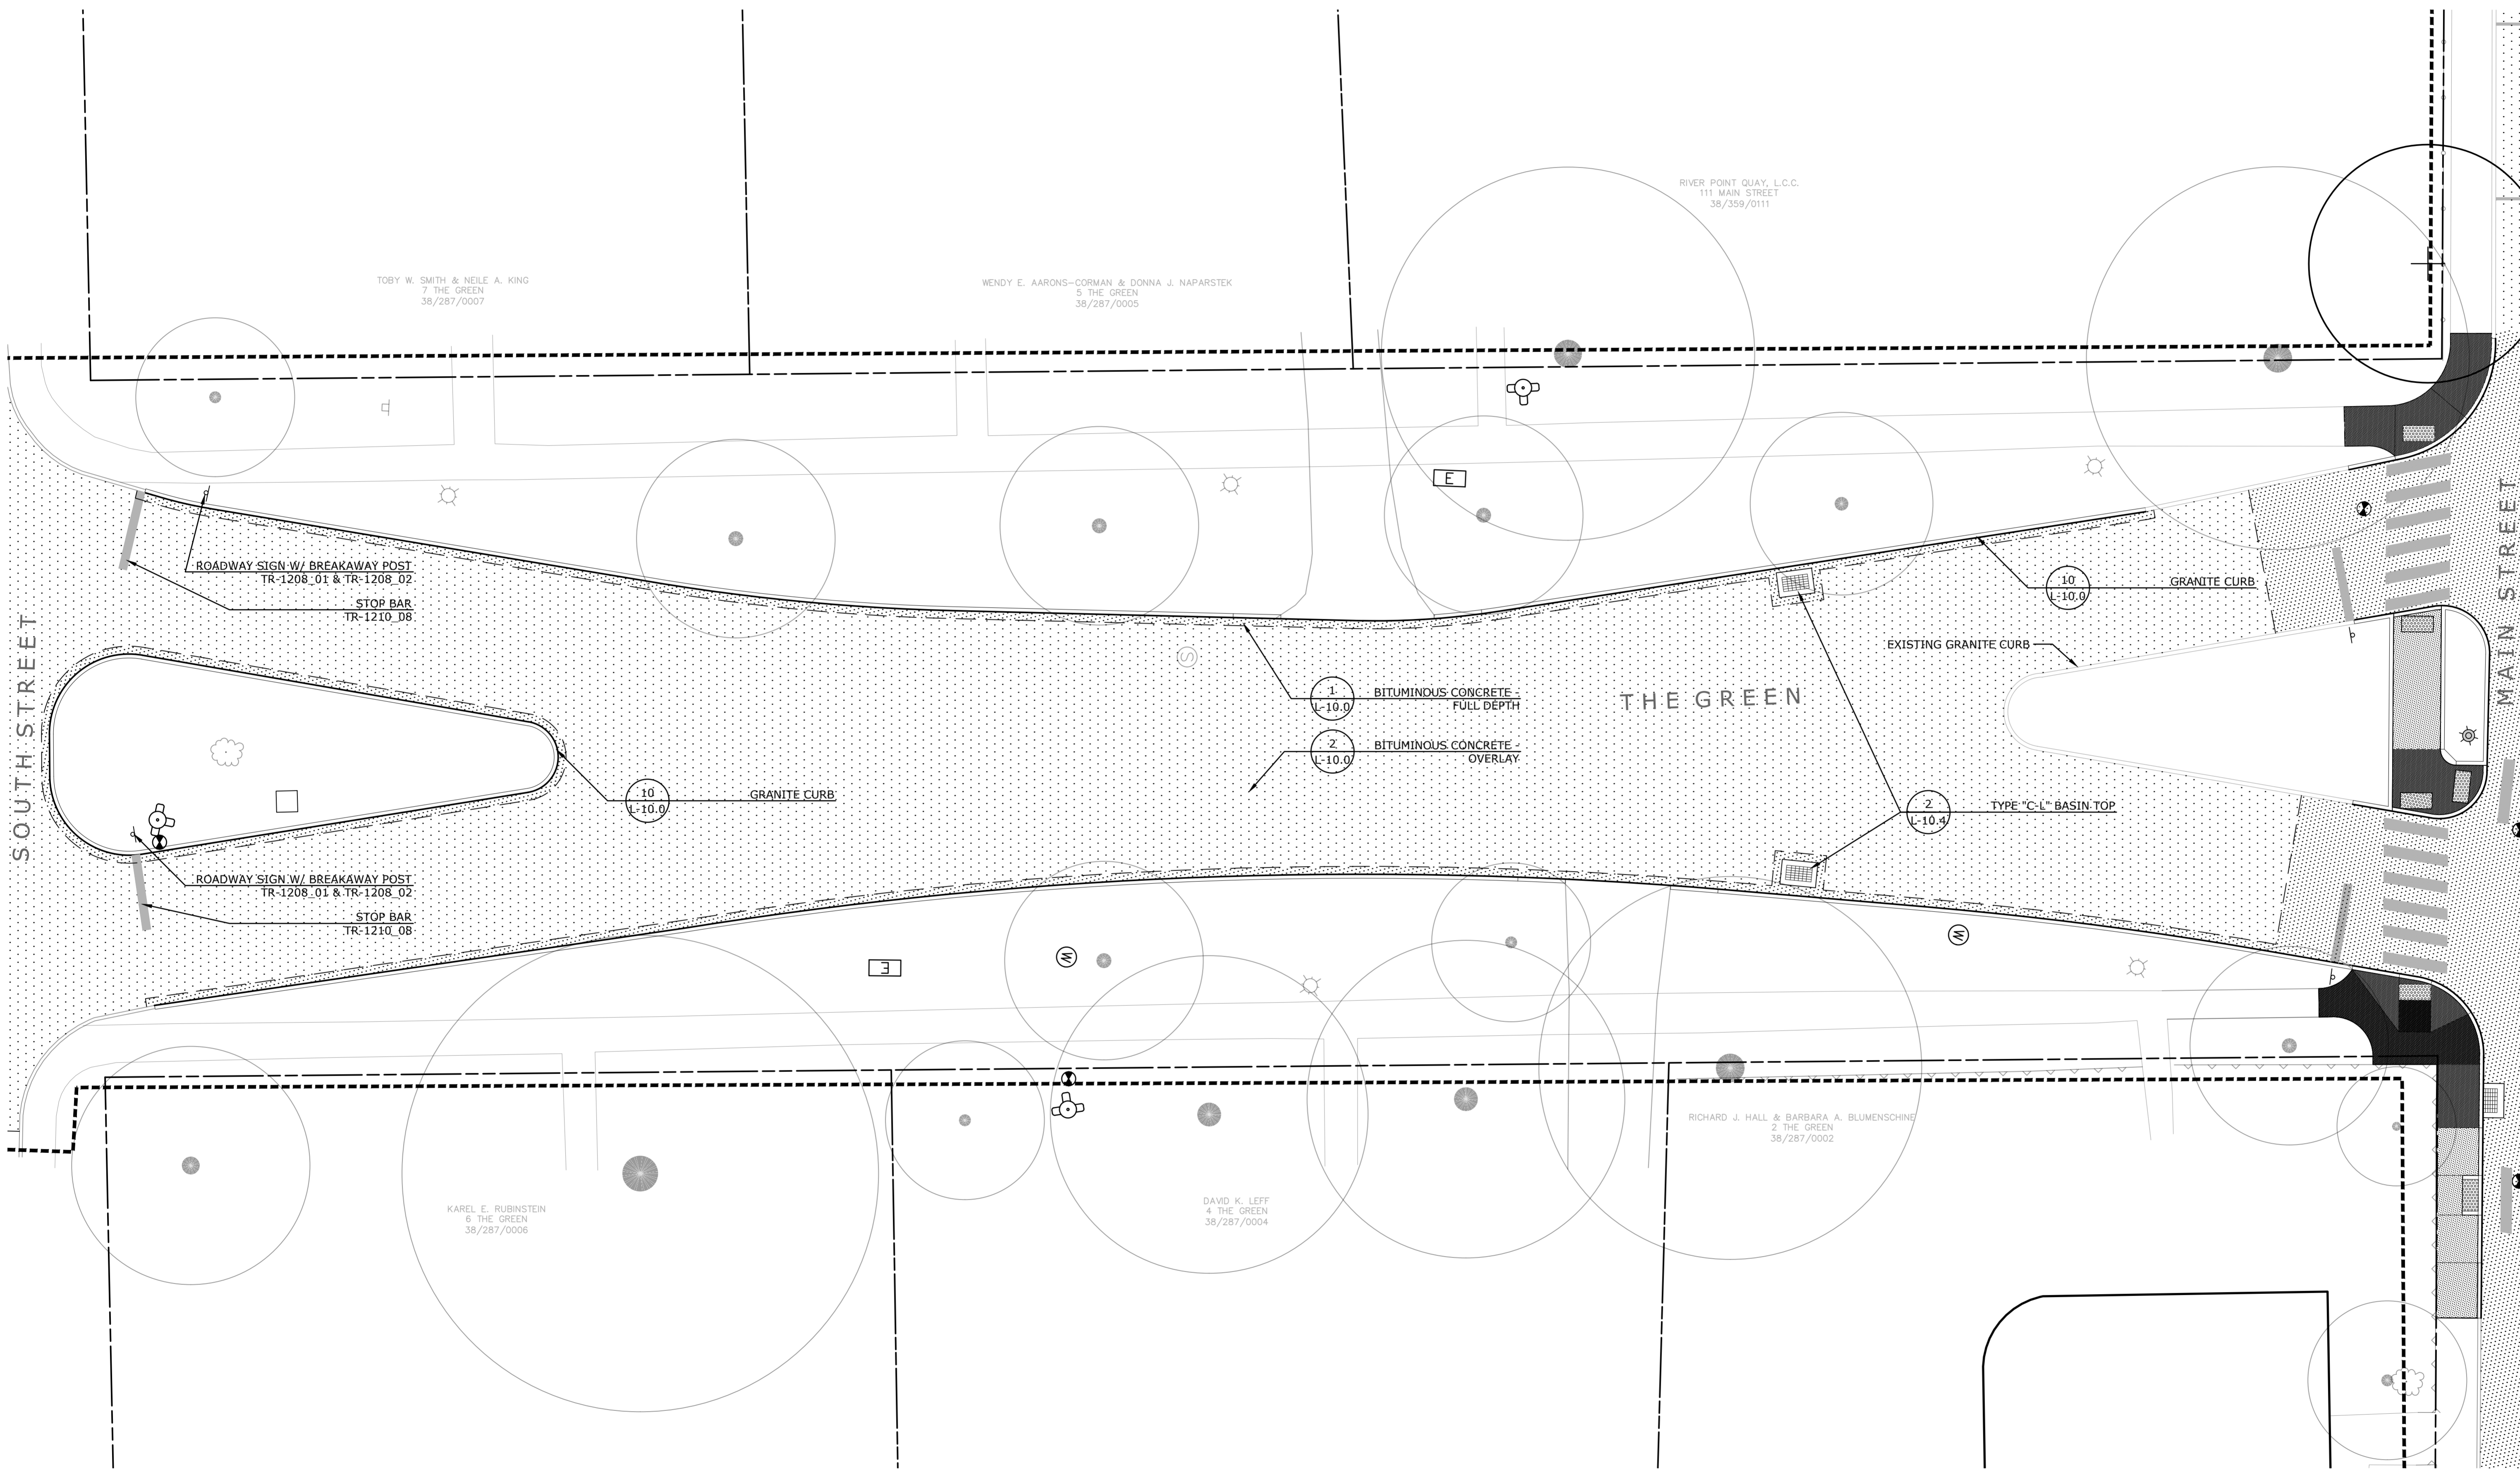 RIVER POINT QUAY, L.C.C.
111 MAIN STREET
38/359/0111
TOBY W. SMITH & NEILE A. KING
7 THE GREEN
38/287/0007
WENDY E. AARONS-CORMAN & DONNA J. NAPARSTEK
5 THE GREEN
38/287/0005
E
ROADWAY SIGN W/ BREAKAWAY POST
TR-1208_01 & TR-1208_02
STOP BAR
TR-1210_08
10
L-10.0
GRANITE CURB
EXISTING GRANITE CURB
S
1
L-10.0
BITUMINOUS CONCRETE -
FULL DEPTH
THE GREEN
2
L-10.0
BITUMINOUS CONCRETE -
OVERLAY
SOUTH STREET
MAIN STREET
10
L-10.0
GRANITE CURB
2
L-10.4
TYPE "C-L" BASIN TOP
ROADWAY SIGN W/ BREAKAWAY POST
TR-1208_01 & TR-1208_02
STOP BAR
TR-1210_08
E
W
W
RICHARD J. HALL & BARBARA A. BLUMENSCHINE
2 THE GREEN
38/287/0002
KAREL E. RUBINSTEIN
6 THE GREEN
38/287/0006
DAVID K. LEFF
4 THE GREEN
38/287/0004